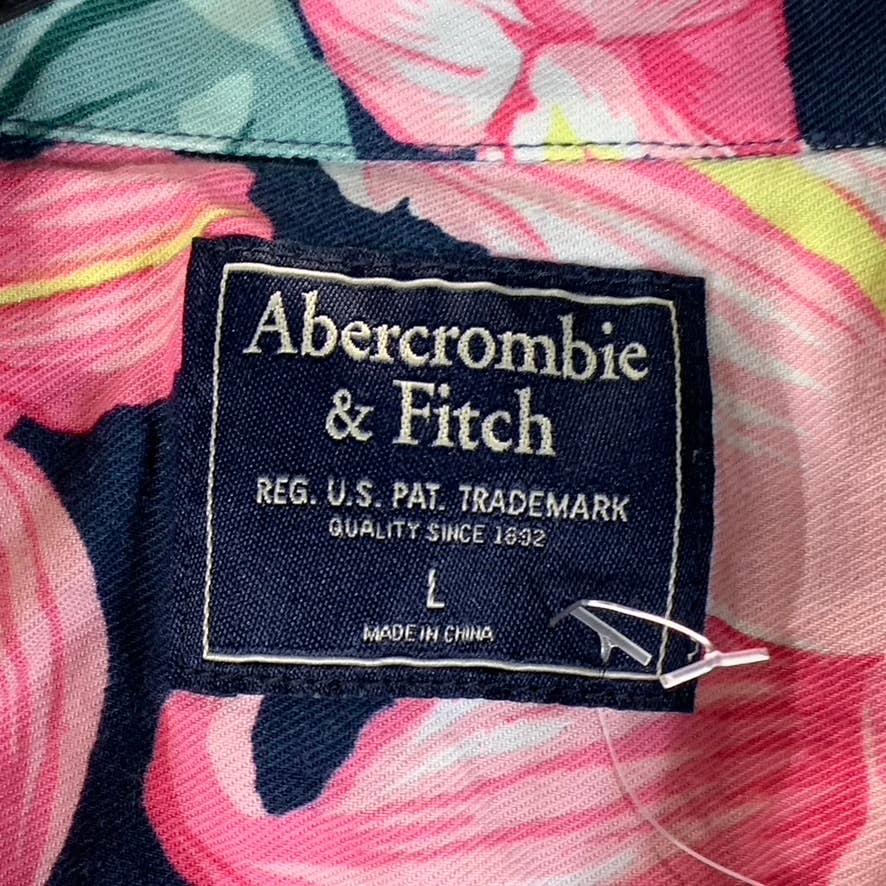 Abercrombie
& Fitch
REG. U.S. PAT. TRADEMARK
QUALITY SINCE 1892
L
MADE IN CHINA